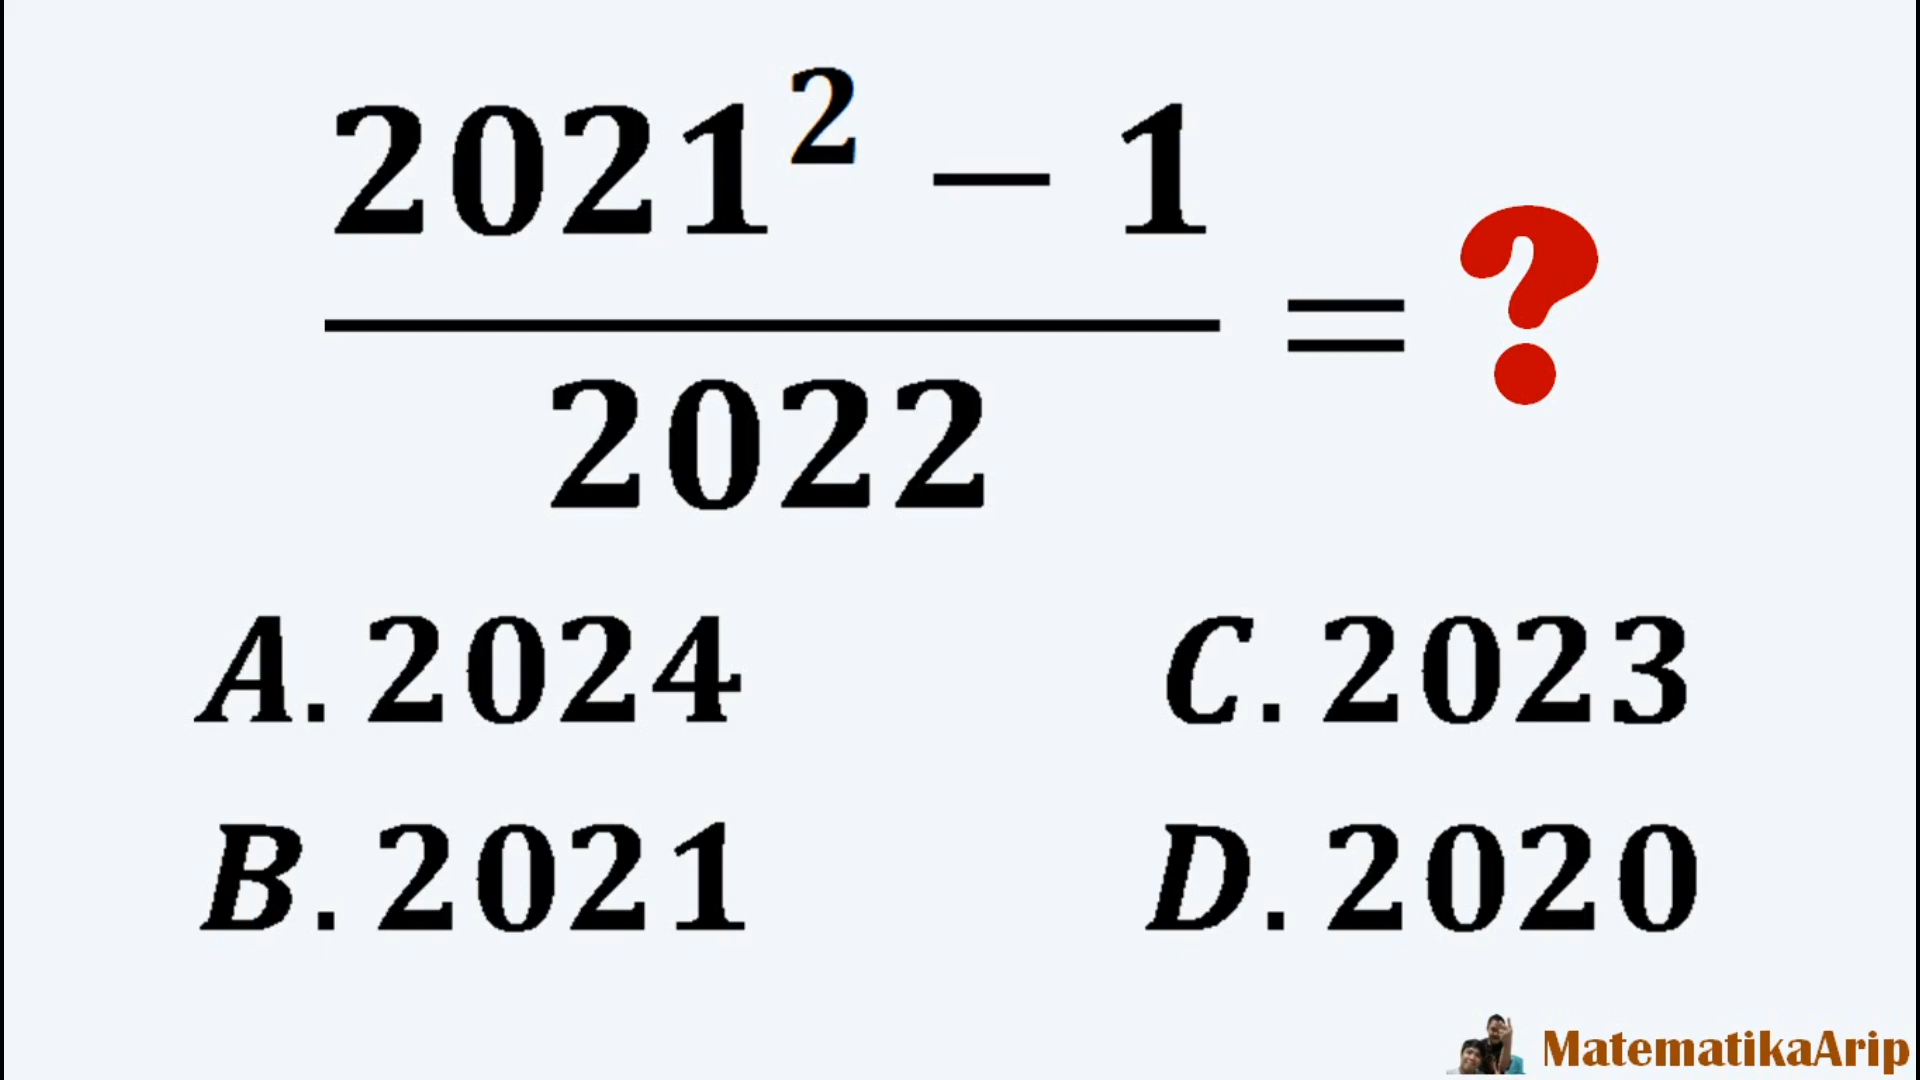 2021² – 1
2022
= ?
A. 2024
C. 2023
B. 2021
D. 2020
MatematikaArip